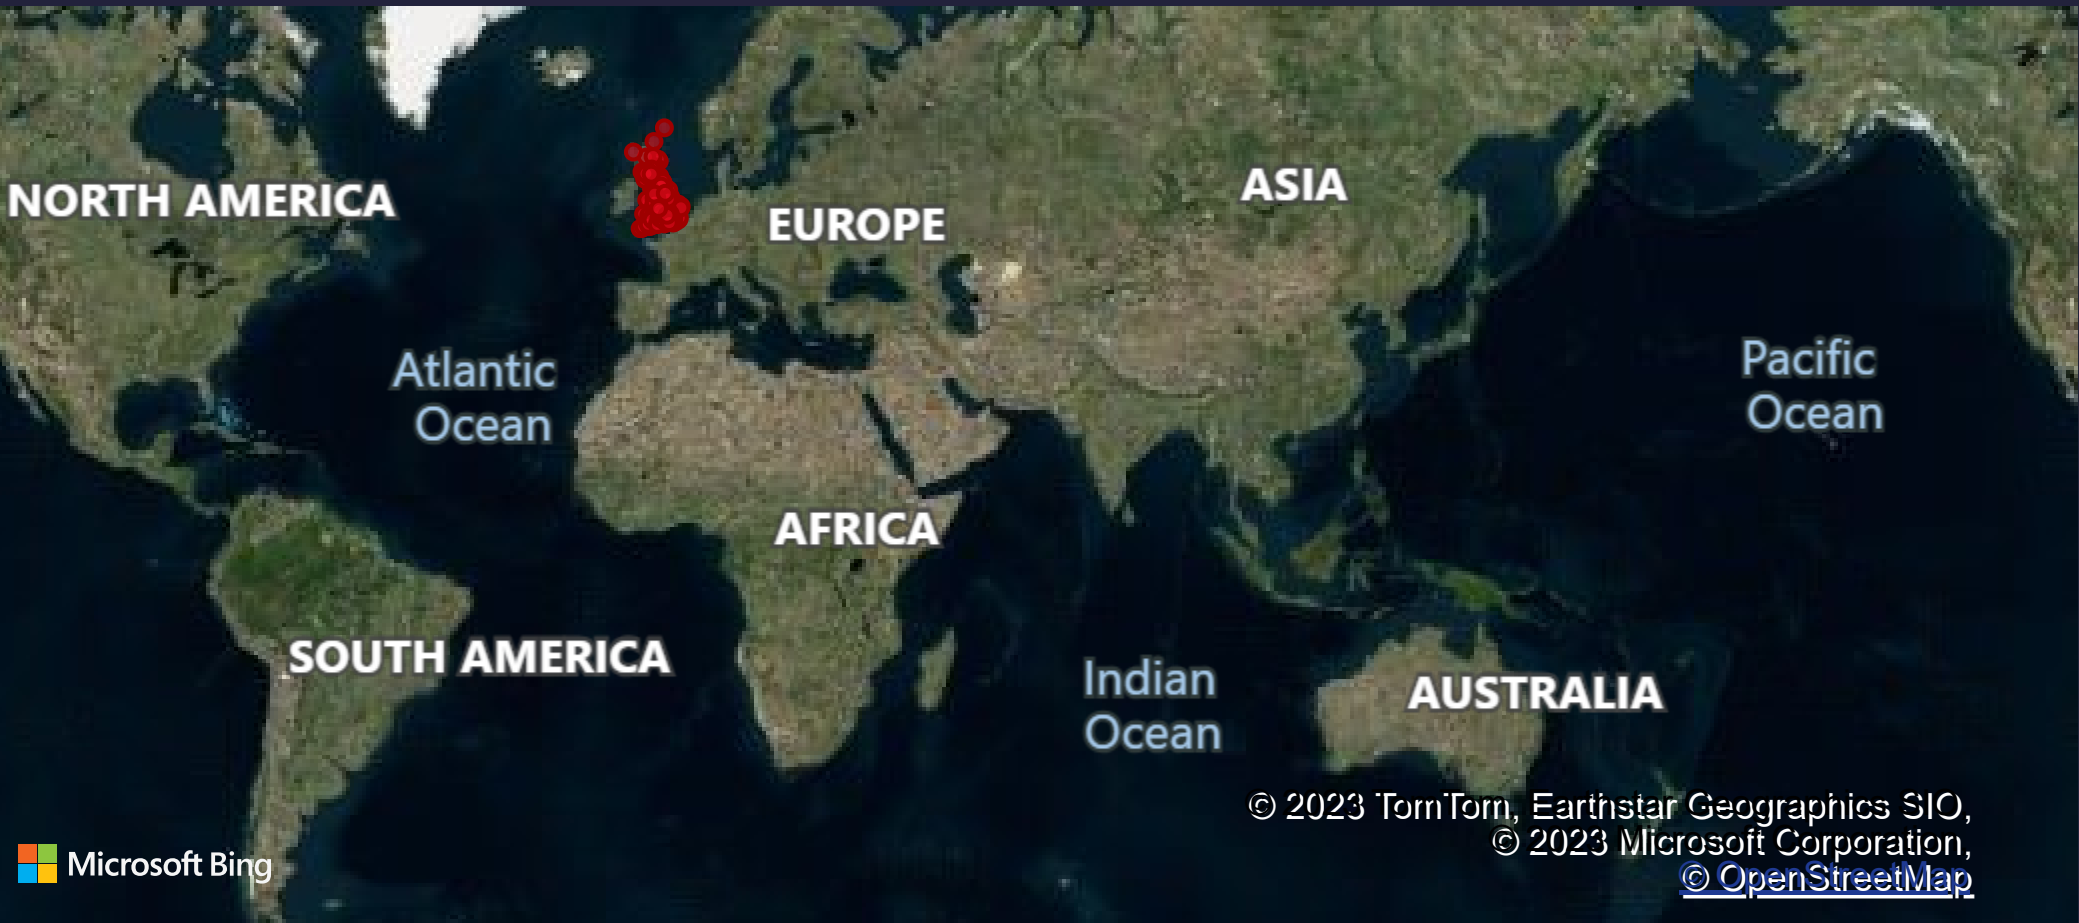 NORTH AMERICA
EUROPE
ASIA
Atlantic
Ocean
Pacific
Ocean
AFRICA
SOUTH AMERICA
Indian
Ocean
AUSTRALIA
© 2023 TomTom, Earthstar Geographics SIO,
© 2023 Microsoft Corporation,
© OpenStreetMap
Microsoft Bing